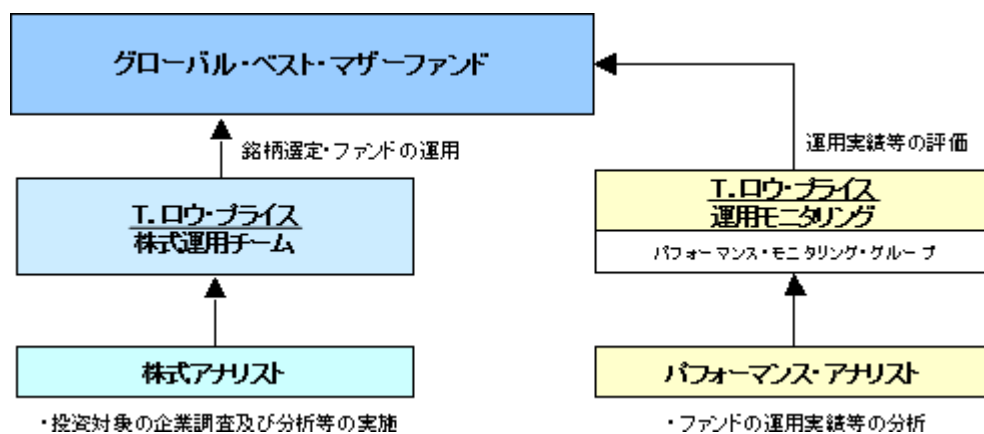 グローバル・ベスト・マザーファンド
銘柄選定・ファンドの運用
運用実績等の評価
T.ロウ・プライス
株式運用チーム
T.ロウ・プライス
運用モニタリング
パフォーマンス・モニタリング・グループ
株式アナリスト
パフォーマンス・アナリスト
・投資対象の企業調査及び分析等の実施
・ファンドの運用実績等の分析